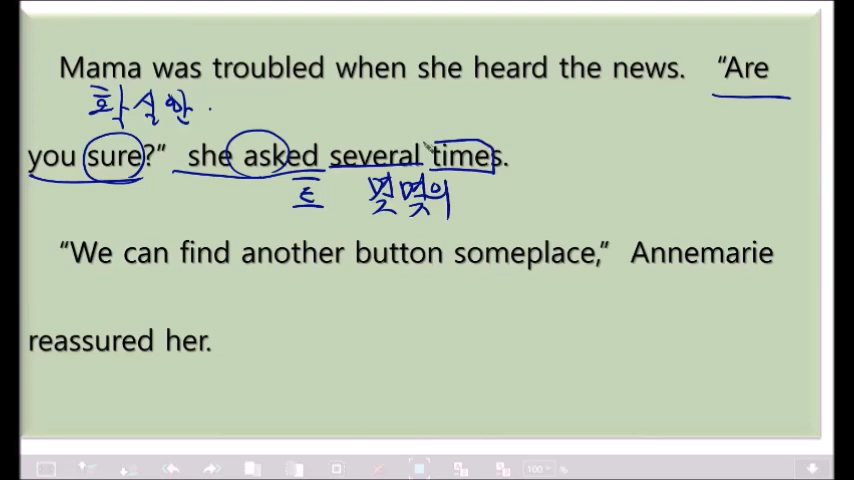 Mama was troubled when she heard the news. “Are
확실한.
you sure?” she asked several times.
ㅌ 몇몇의
“We can find another button someplace,” Annemarie
reassured her.
100 %